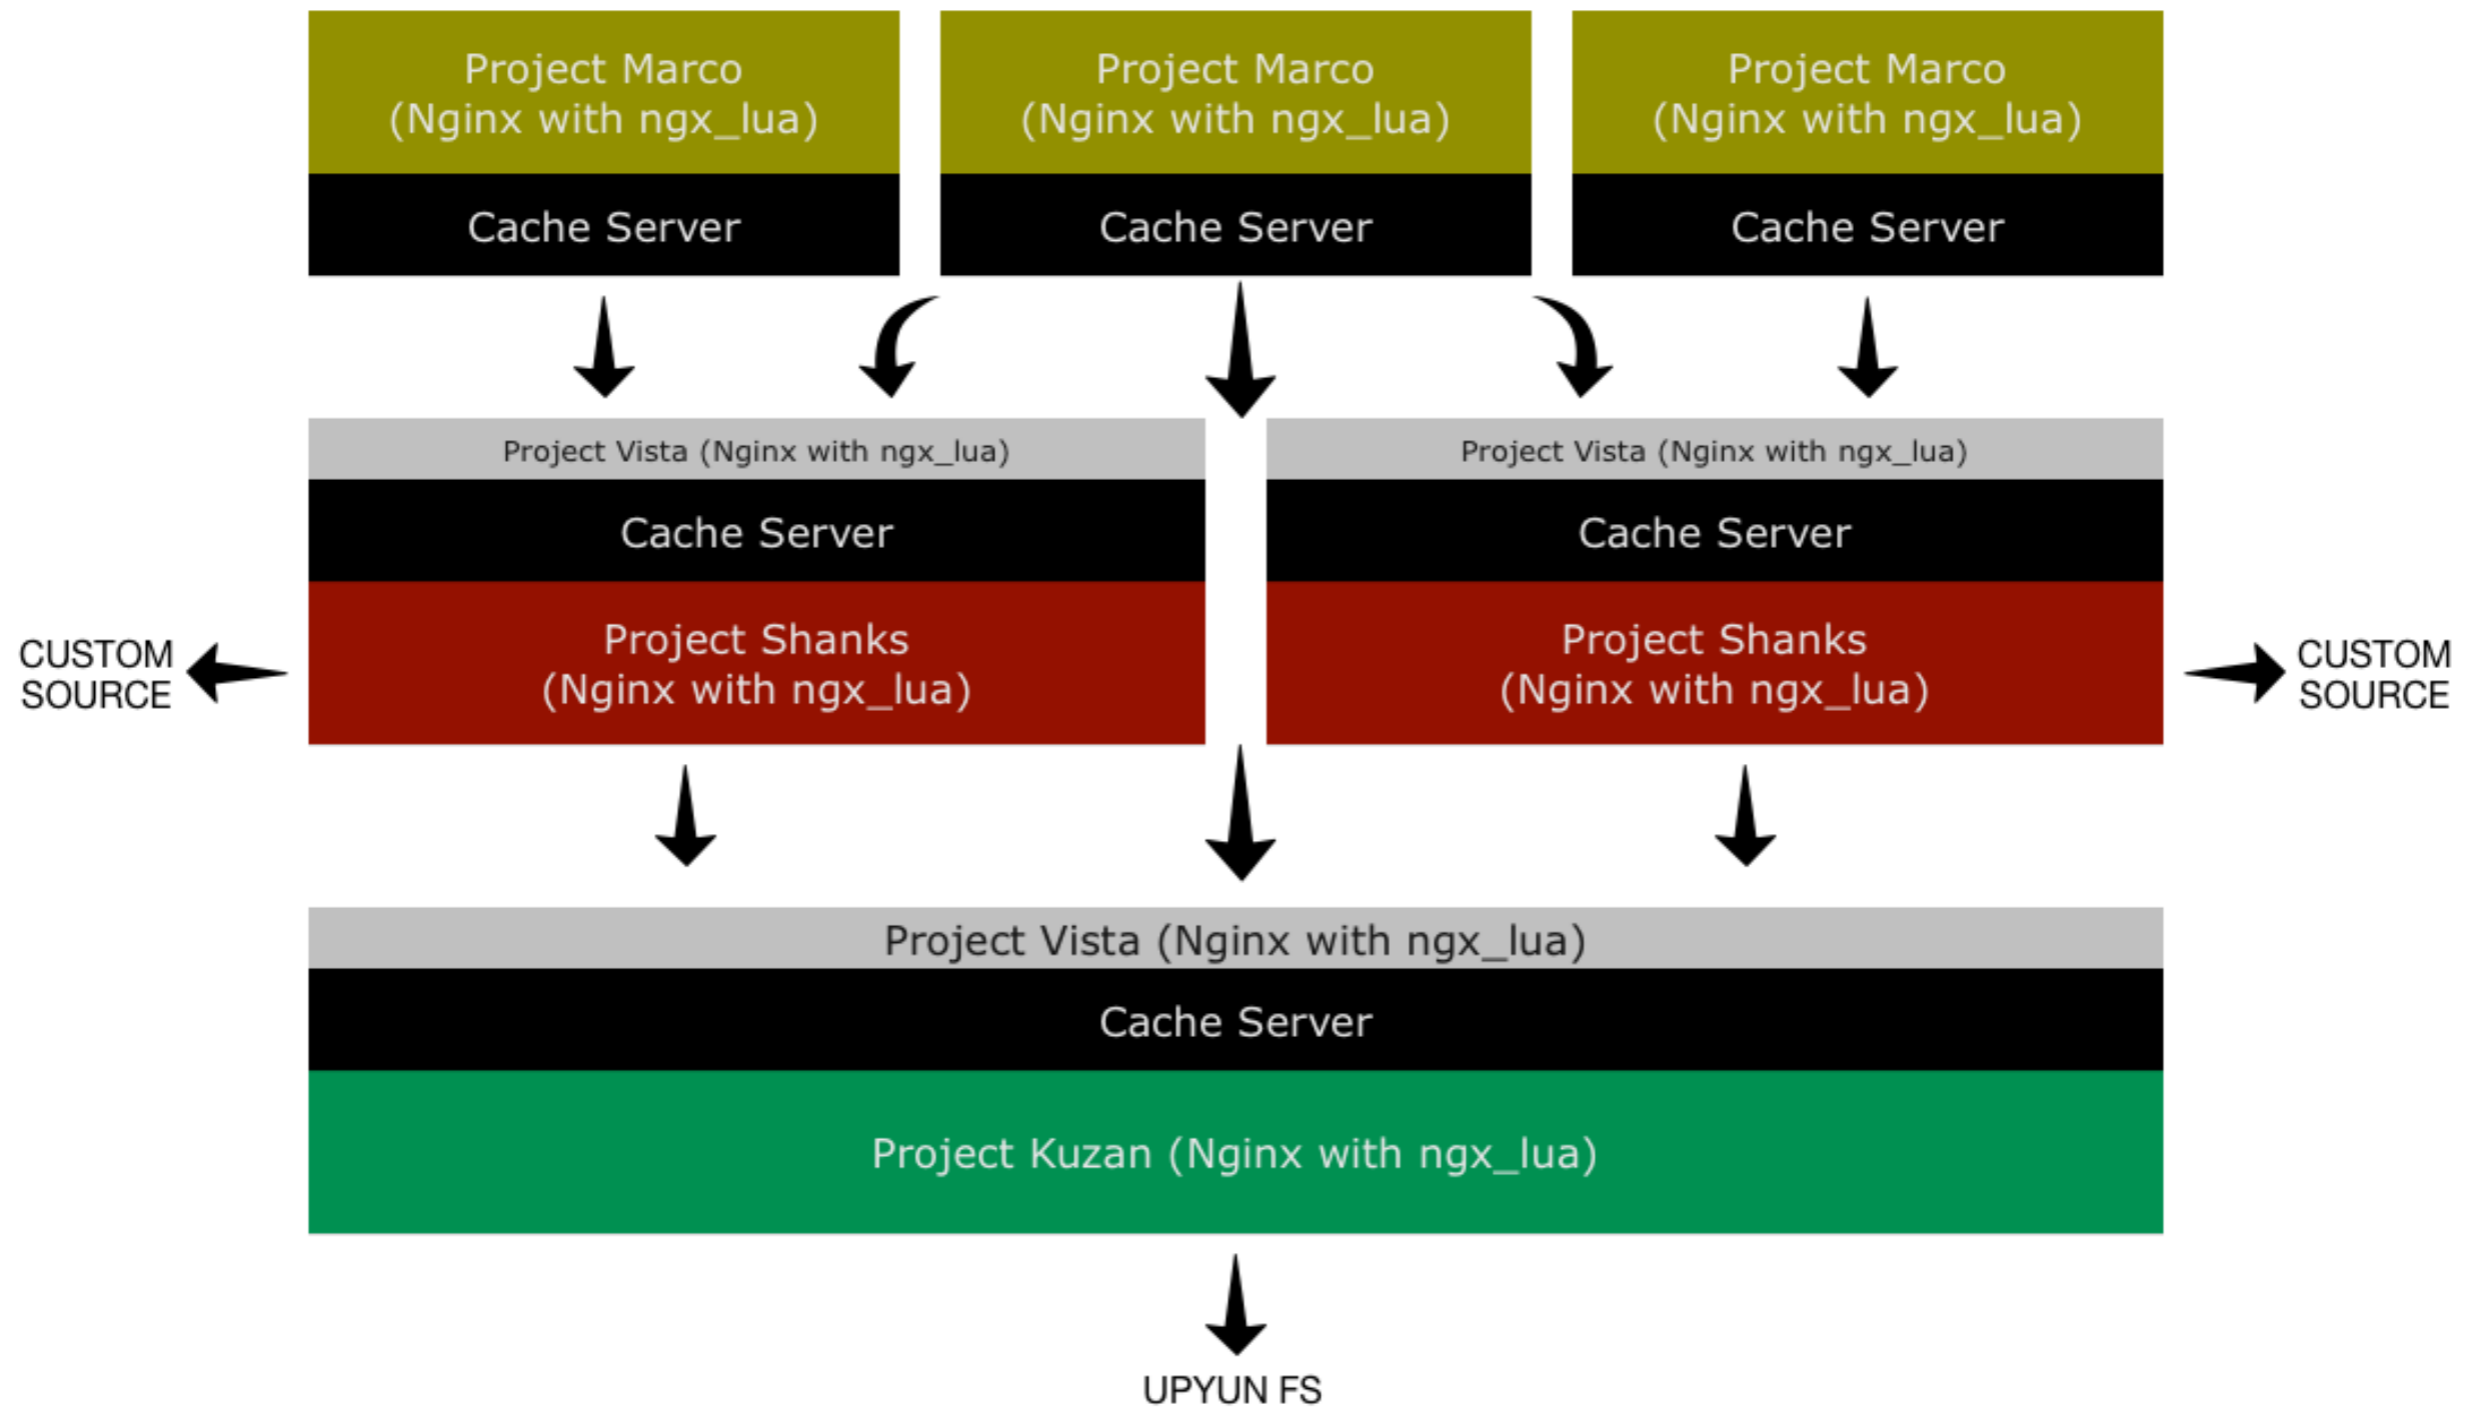 Project Marco
(Nginx with ngx_lua)
Cache Server
Project Marco
(Nginx with ngx_lua)
Cache Server
Project Marco
(Nginx with ngx_lua)
Cache Server
Project Vista (Nginx with ngx_lua)
Cache Server
Project Shanks
(Nginx with ngx_lua)
Project Vista (Nginx with ngx_lua)
Cache Server
Project Shanks
(Nginx with ngx_lua)
CUSTOM
SOURCE
CUSTOM
SOURCE
Project Vista (Nginx with ngx_lua)
Cache Server
Project Kuzan (Nginx with ngx_lua)
UPYUN FS